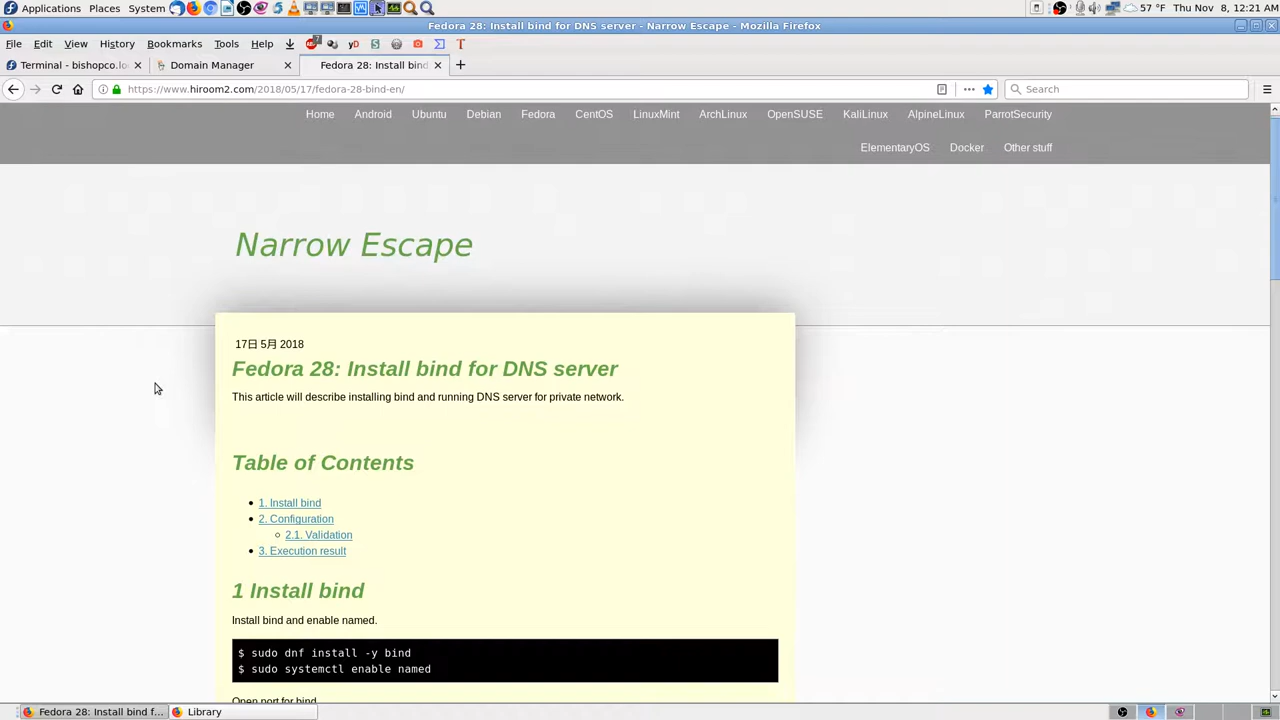 Applications Places System 57 °F Thu Nov 8, 12:21 AM
Fedora 28: Install bind for DNS server - Narrow Escape - Mozilla Firefox
File Edit View History Bookmarks Tools Help
Terminal - bishopco.lo Domain Manager Fedora 28: Install bind
https://www.hiroom2.com/2018/05/17/fedora-28-bind-en/ Search
Home Android Ubuntu Debian Fedora CentOS LinuxMint ArchLinux OpenSUSE KaliLinux AlpineLinux ParrotSecurity
ElementaryOS Docker Other stuff
Narrow Escape
17日 5月 2018
Fedora 28: Install bind for DNS server
This article will describe installing bind and running DNS server for private network.
Table of Contents
1. Install bind
2. Configuration
2.1. Validation
3. Execution result
1 Install bind
Install bind and enable named.
$ sudo dnf install -y bind
$ sudo systemctl enable named
Open port for bind
Fedora 28: Install bind f... Library